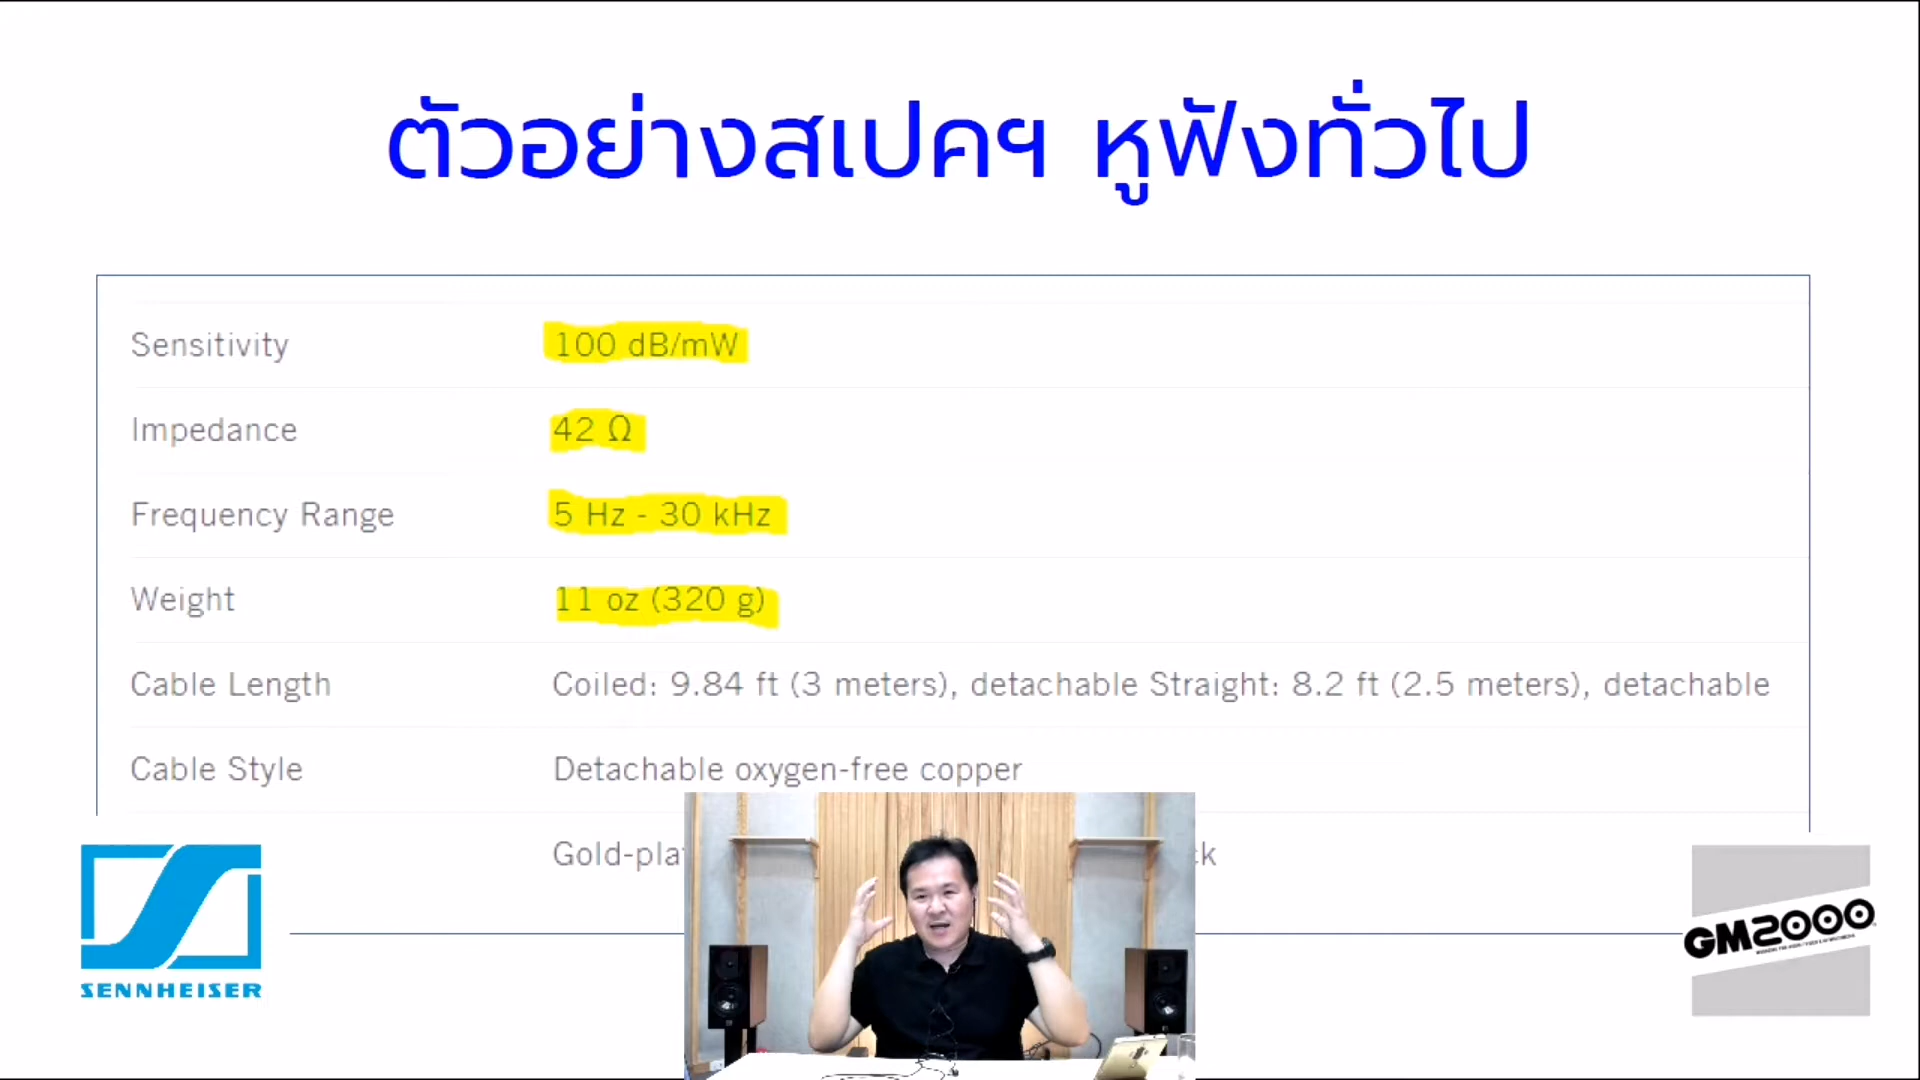 ตัวอย่างสเปคฯ หูฟังทั่วไป
Sensitivity 100 dB/mW
Impedance 42 Ω
Frequency Range 5 Hz - 30 kHz
Weight 11 oz (320 g)
Cable Length Coiled: 9.84 ft (3 meters), detachable Straight: 8.2 ft (2.5 meters), detachable
Cable Style Detachable oxygen-free copper
Gold-pla ck
SENNHEISER
GM2000